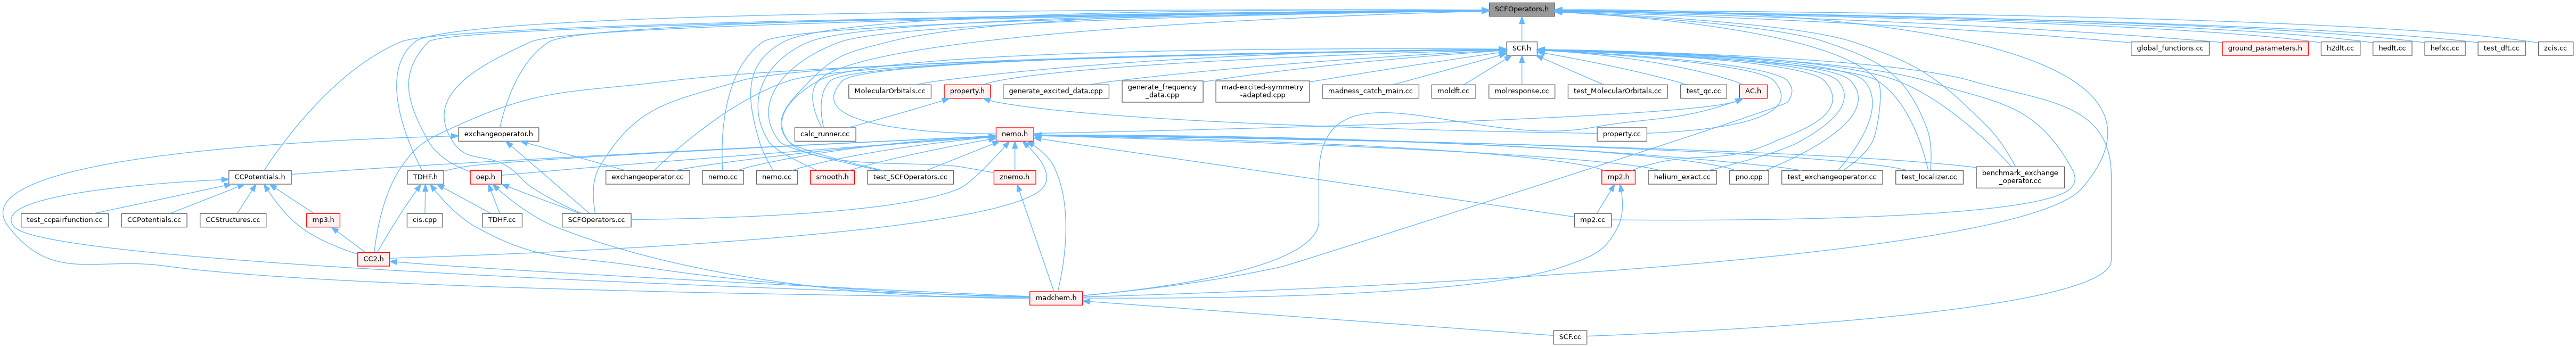 SCFOperators.h
SCF.h
global_functions.cc
ground_parameters.h
h2dft.cc
hedft.cc
hefxc.cc
test_dft.cc
zcis.cc
MolecularOrbitals.cc
property.h
generate_excited_data.cpp
generate_frequency
_data.cpp
mad-excited-symmetry
-adapted.cpp
madness_catch_main.cc
moldft.cc
molresponse.cc
test_MolecularOrbitals.cc
test_qc.cc
AC.h
exchangeoperator.h
calc_runner.cc
nemo.h
property.cc
CCPotentials.h
TDHF.h
oep.h
exchangeoperator.cc
nemo.cc
nemo.cc
smooth.h
test_SCFOperators.cc
znemo.h
mp2.h
helium_exact.cc
pno.cpp
test_exchangeoperator.cc
test_localizer.cc
benchmark_exchange
_operator.cc
test_ccpairfunction.cc
CCPotentials.cc
CCStructures.cc
mp3.h
cis.cpp
TDHF.cc
SCFOperators.cc
mp2.cc
CC2.h
madchem.h
SCF.cc